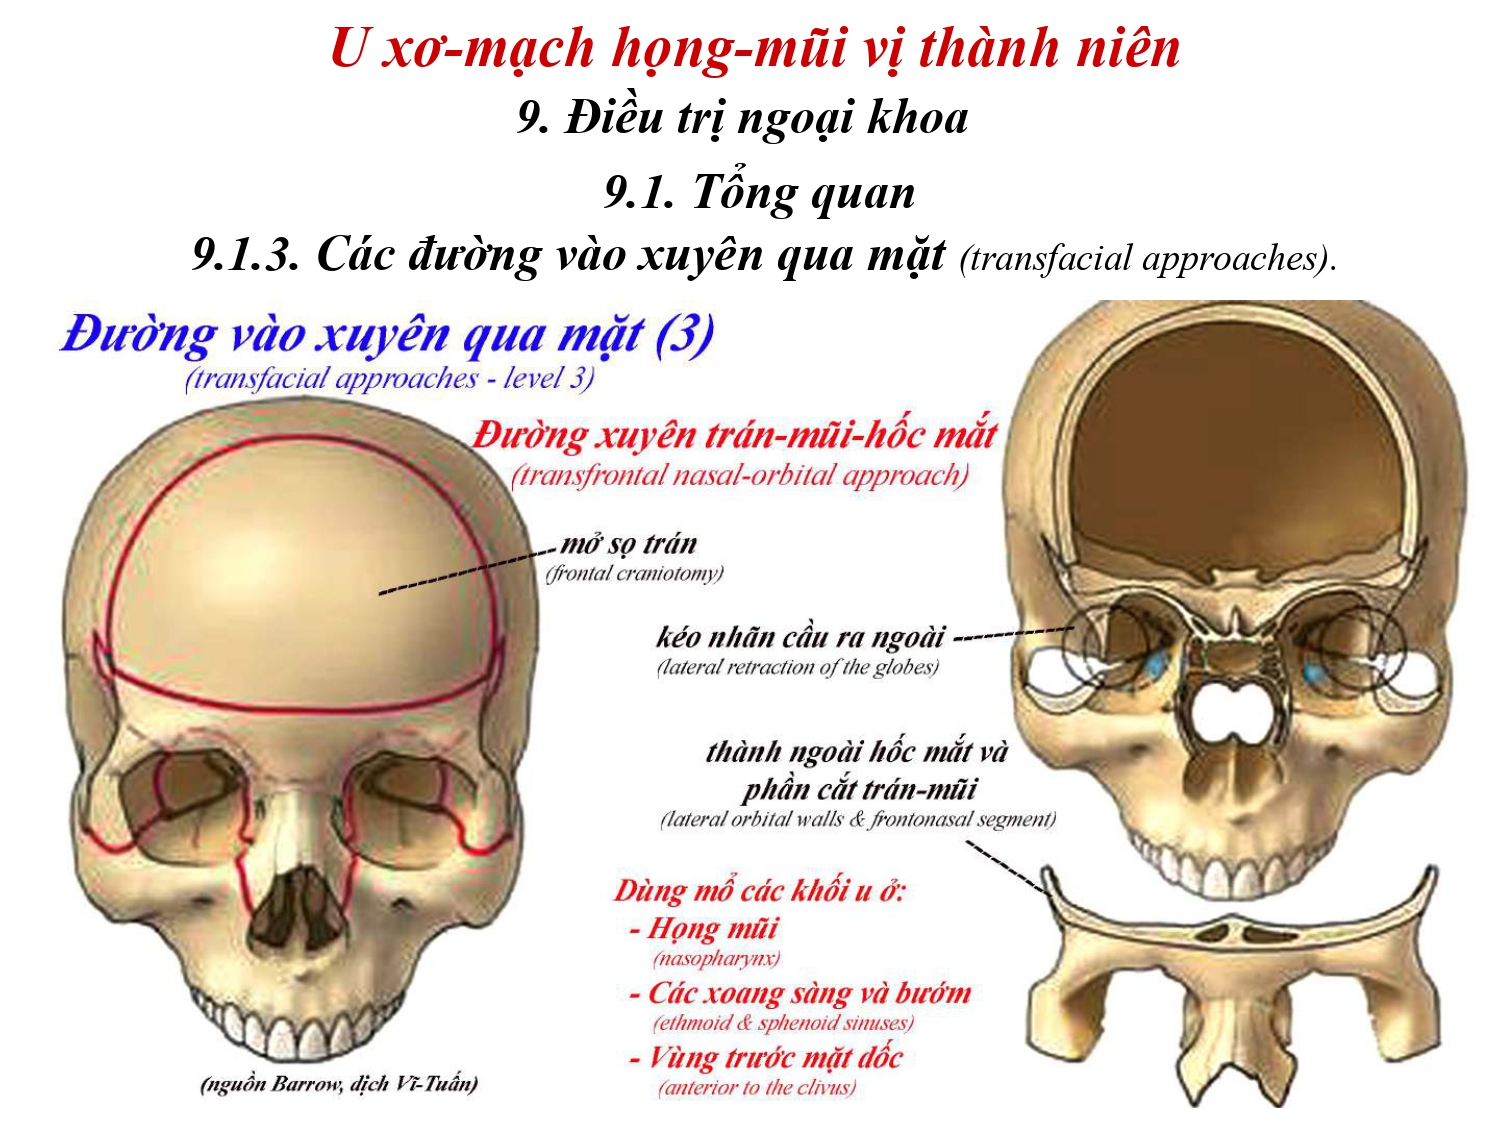 U xơ-mạch họng-mũi vị thành niên
9. Điều trị ngoại khoa
9.1. Tổng quan
9.1.3. Các đường vào xuyên qua mặt (transfacial approaches).
Đường vào xuyên qua mặt (3)
(transfacial approaches - level 3)
Đường xuyên trán-mũi-hốc mắt
(transfrontal nasal-orbital approach)
mở sọ trán
(frontal craniotomy)
kéo nhãn cầu ra ngoài
(lateral retraction of the globes)
thành ngoài hốc mắt và
phần cắt trán-mũi
(lateral orbital walls & frontonasal segment)
Dùng mổ các khối u ở:
- Họng mũi
(nasopharynx)
- Các xoang sàng và bướm
(ethmoid & sphenoid sinuses)
- Vùng trước mặt dốc
(anterior to the clivus)
(nguồn Barrow, dịch Vĩ-Tuấn)